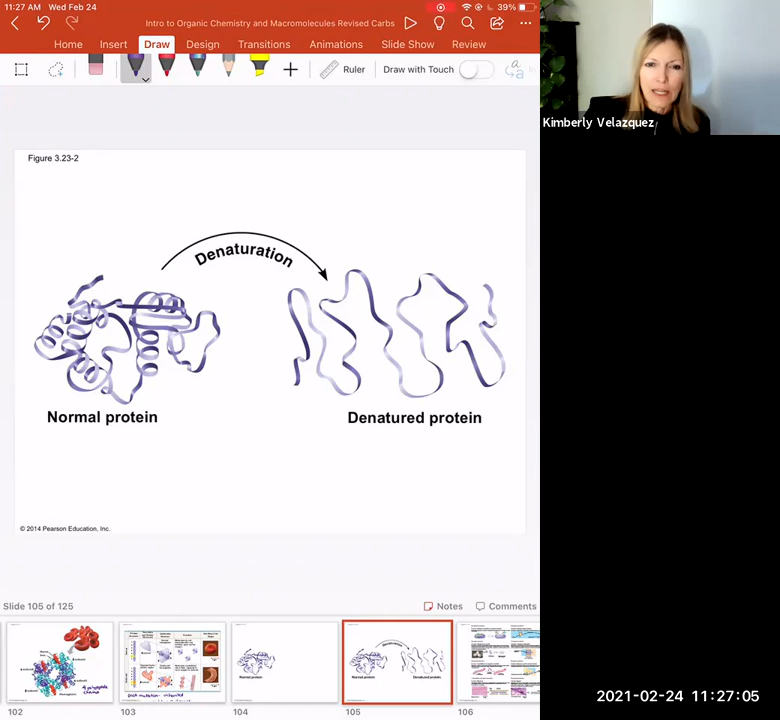 11:27 AM Wed Feb 24
39%
Intro to Organic Chemistry and Macromolecules Revised Carbs
Home Insert Draw Design Transitions Animations Slide Show Review
Ruler Draw with Touch
Kimberly Velazquez
Figure 3.23-2
Denaturation
Normal protein
Denatured protein
© 2014 Pearson Education, Inc.
Slide 105 of 125
Notes Comments
Normal protein
Normal protein
Denatured protein
102 103 104 105 106
2021-02-24 11:27:05